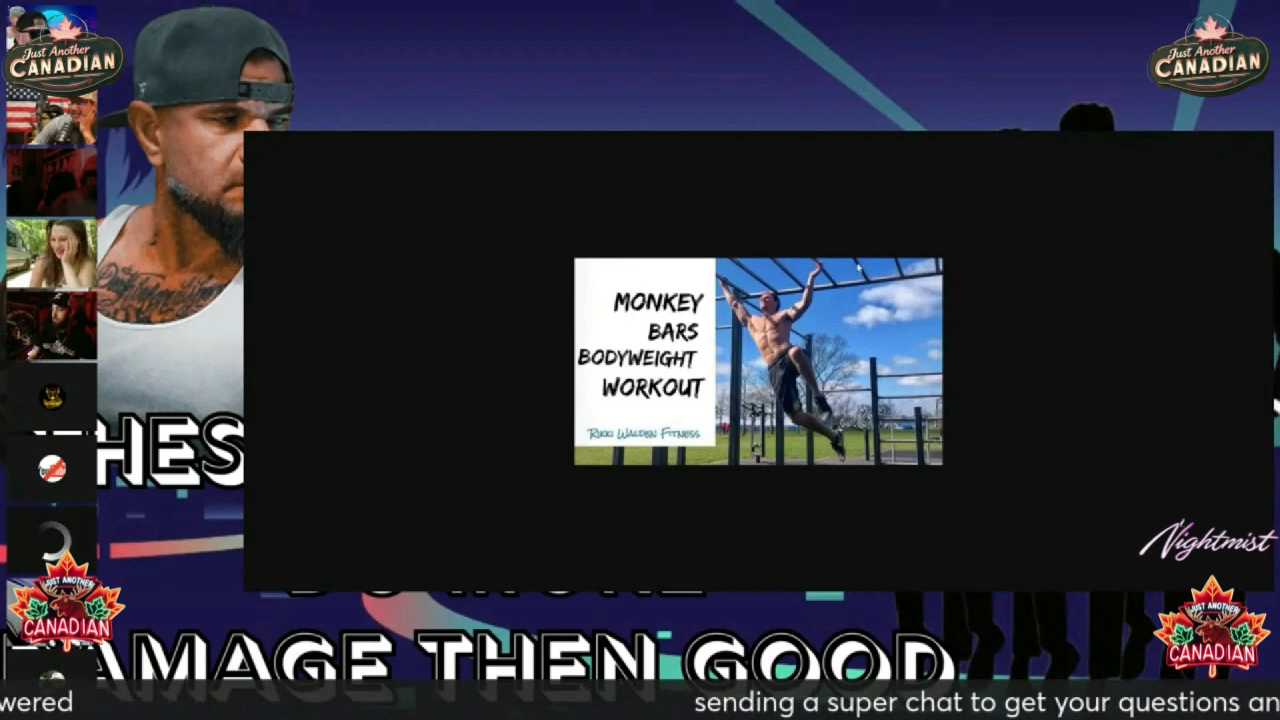 Just Another
CANADIAN
Just Another
CANADIAN
MONKEY
BARS
BODYWEIGHT
WORKOUT
RIKKI WALDEN FITNESS
HES
Nightmist
JUST ANOTHER
CANADIAN
JUST ANOTHER
CANADIAN
AMAGE THEN GOOD
wered
sending a super chat to get your questions an